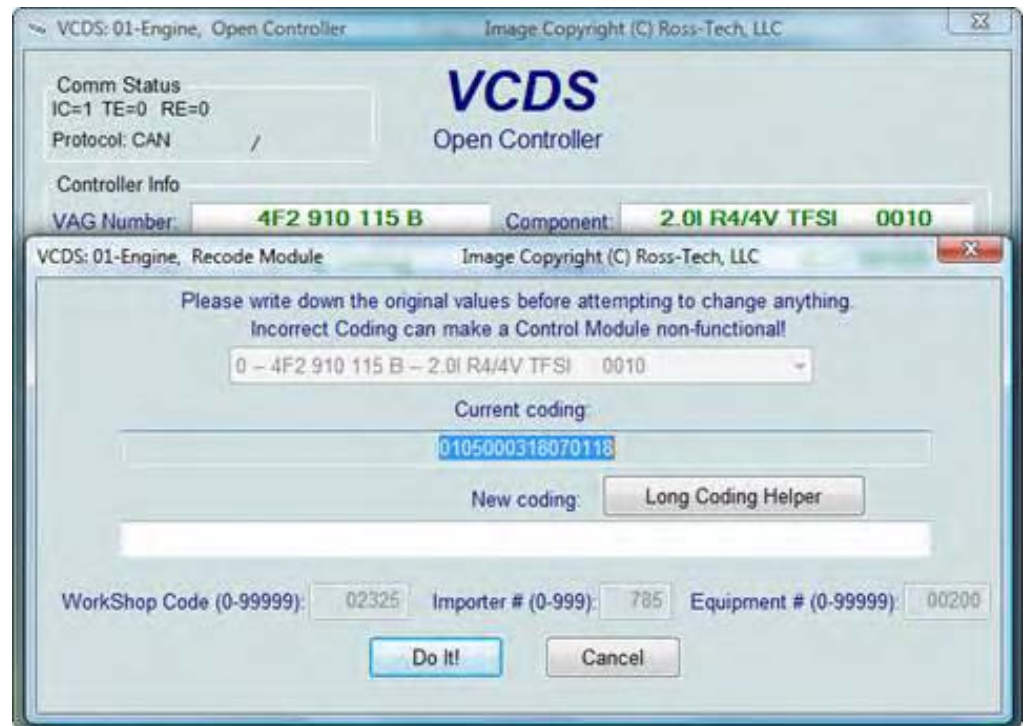 VCDS: 01-Engine, Open Controller Image Copyright (C) Ross-Tech, LLC
Comm Status
IC=1 TE=0 RE=0
Protocol: CAN /
VCDS
Open Controller
Controller Info
VAG Number: 4F2 910 115 B Component: 2.0l R4/4V TFSI 0010
VCDS: 01-Engine, Recode Module Image Copyright (C) Ross-Tech, LLC
Please write down the original values before attempting to change anything.
Incorrect Coding can make a Control Module non-functional!
0 – 4F2 910 115 B – 2.0l R4/4V TFSI 0010
Current coding:
0105000318070118
New coding: Long Coding Helper
WorkShop Code (0-99999): 02325 Importer # (0-999): 785 Equipment # (0-99999): 00200
Do It! Cancel